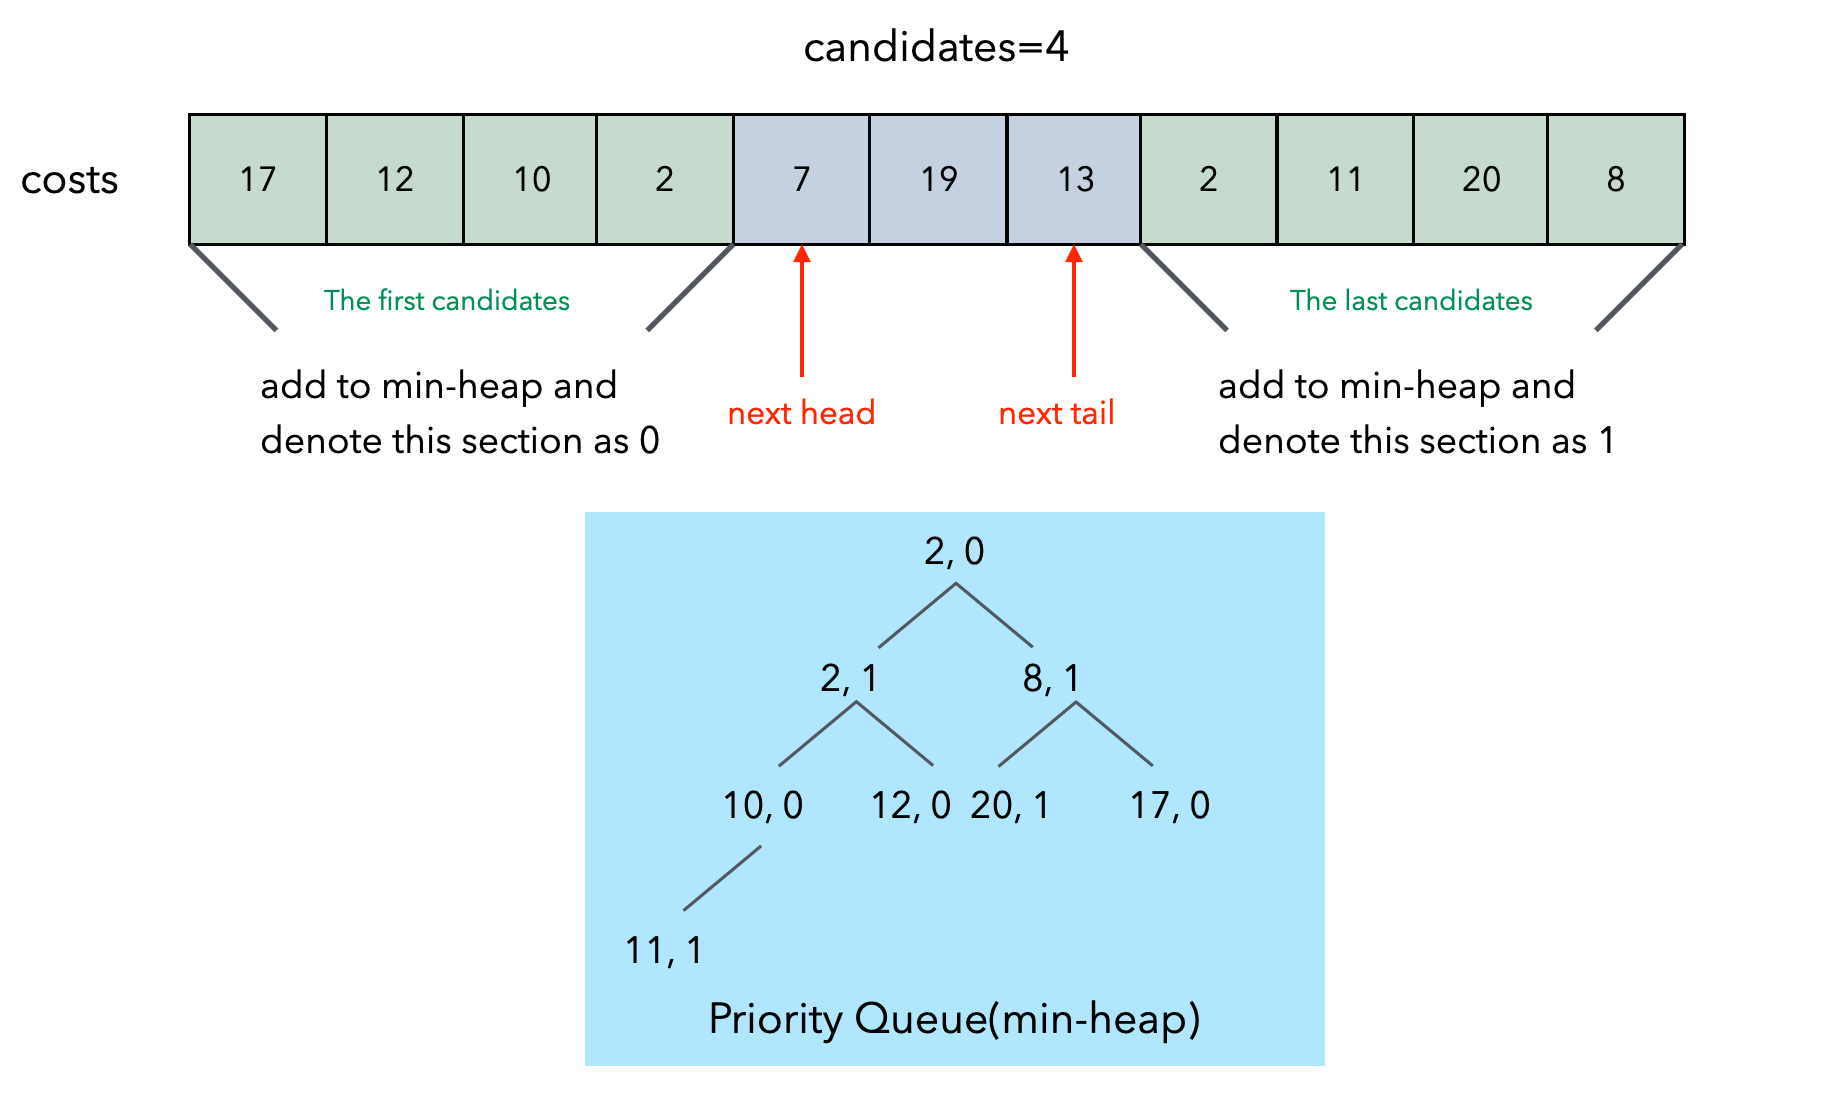 candidates=4
costs 17 12 10 2 7 19 13 2 11 20 8
The first candidates
The last candidates
add to min-heap and
denote this section as 0
next head
next tail
add to min-heap and
denote this section as 1
2, 0
2, 1 8, 1
10, 0 12, 0 20, 1 17, 0
11, 1
Priority Queue(min-heap)